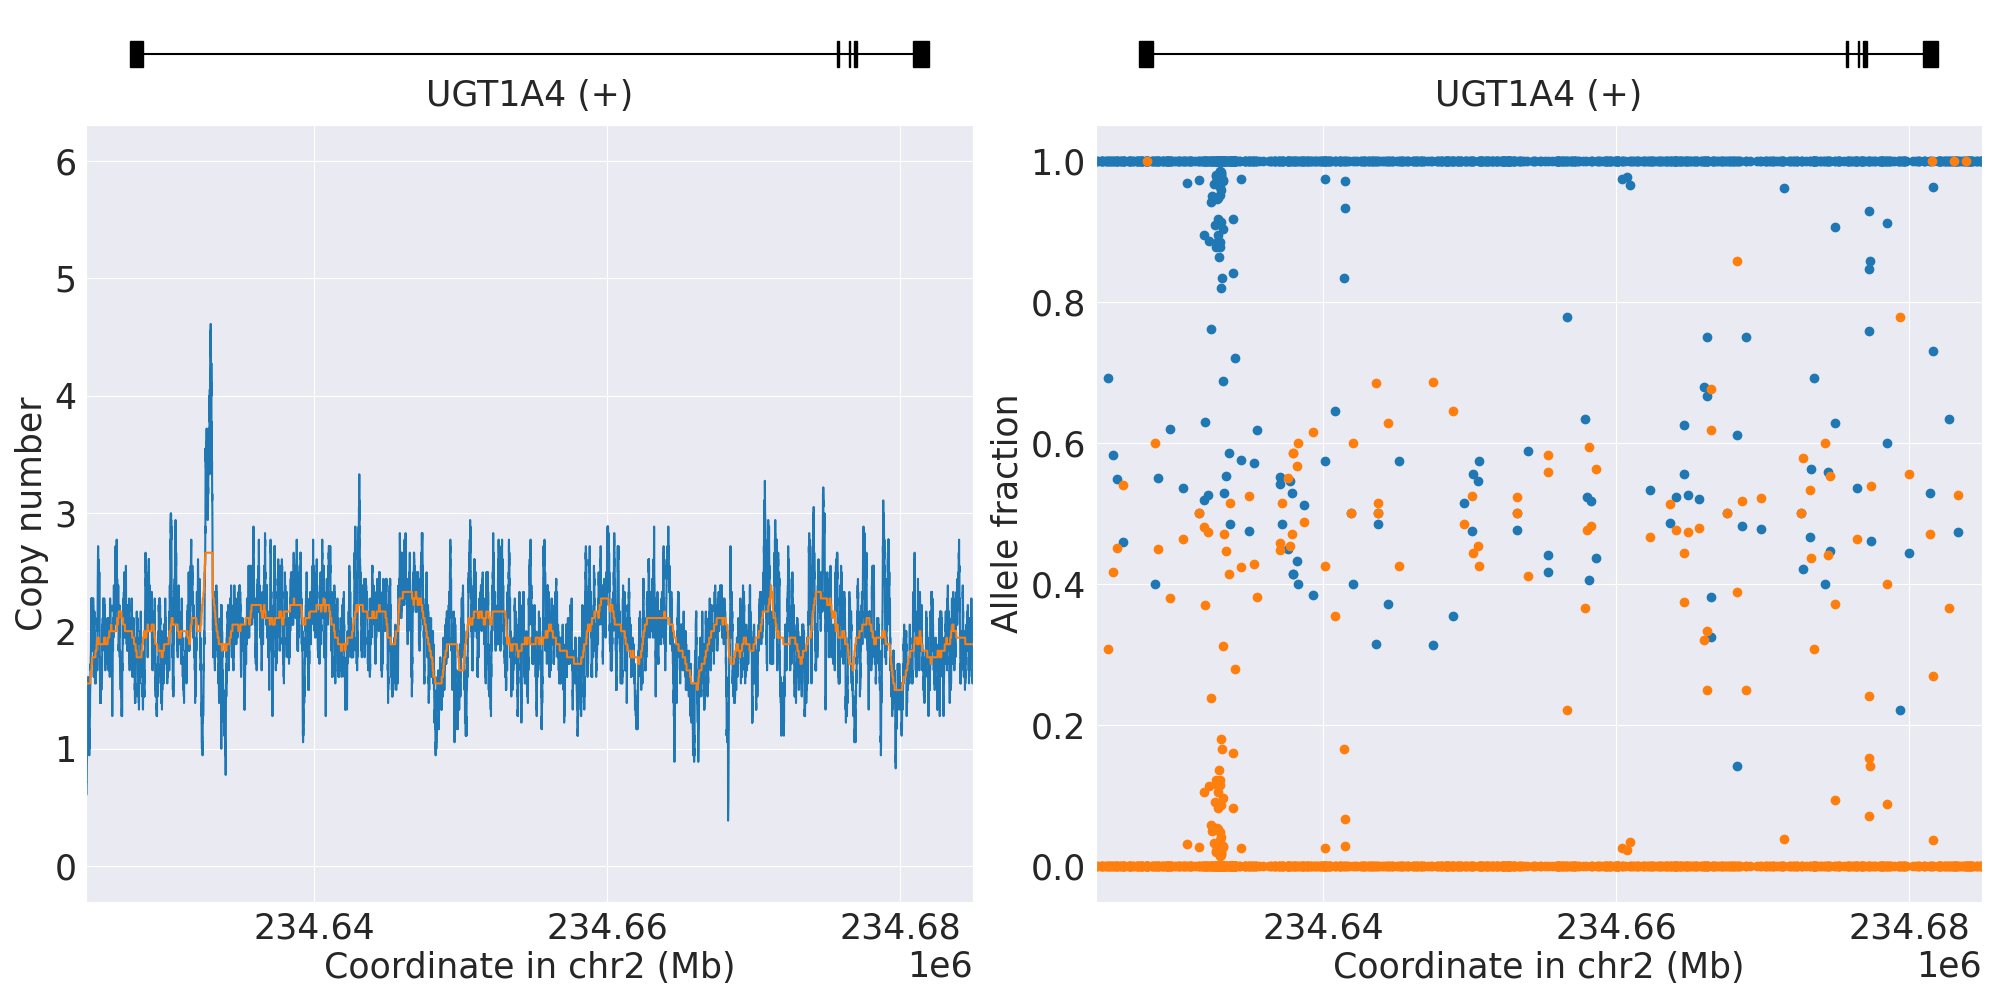 UGT1A4 (+)
UGT1A4 (+)
Copy number
6
5
4
3
2
1
0
234.64
234.66
234.68
Coordinate in chr2 (Mb)
1e6
Allele fraction
1.0
0.8
0.6
0.4
0.2
0.0
234.64
234.66
234.68
Coordinate in chr2 (Mb)
1e6